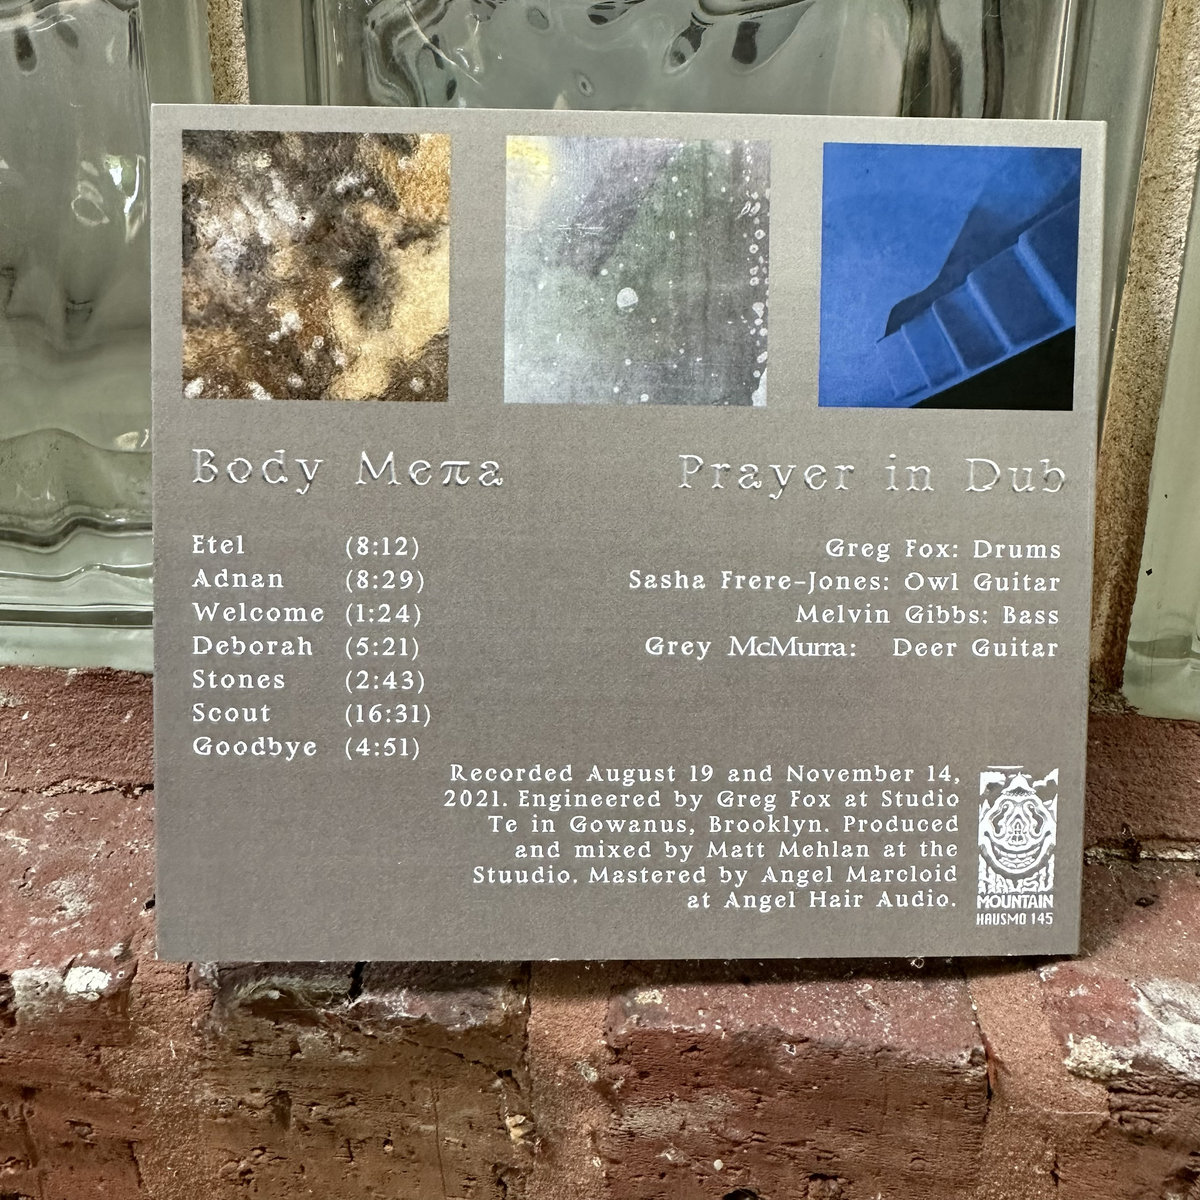 Body Meπa
Prayer in Dub
Etel (8:12)
Adnan (8:29)
Welcome (1:24)
Deborah (5:21)
Stones (2:43)
Scout (16:31)
Goodbye (4:51)
Greg Fox: Drums
Sasha Frere-Jones: Owl Guitar
Melvin Gibbs: Bass
Grey McMurra: Deer Guitar
Recorded August 19 and November 14,
2021. Engineered by Greg Fox at Studio
Te in Gowanus, Brooklyn. Produced
and mixed by Matt Mehlan at the
Stuudio. Mastered by Angel Marcloid
at Angel Hair Audio.
HAUSU
MOUNTAIN
HAUSMO 145